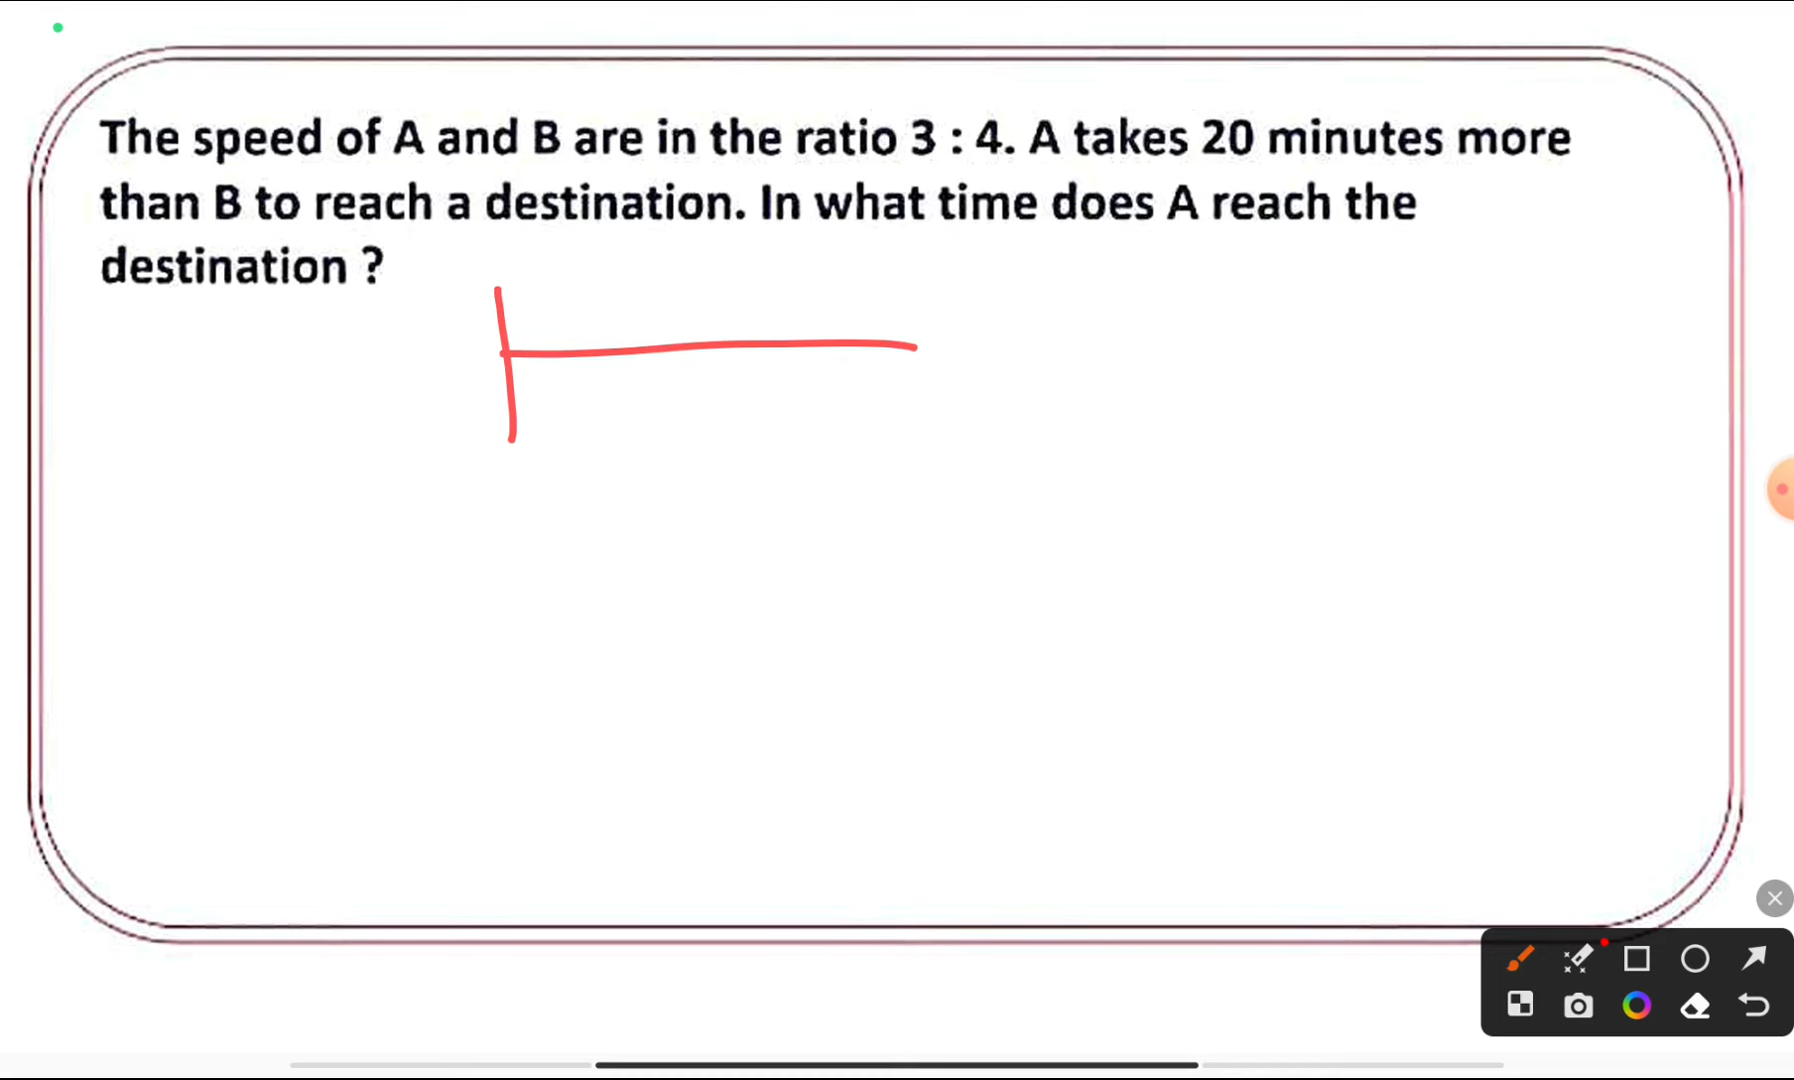 The speed of A and B are in the ratio 3 : 4. A takes 20 minutes more
than B to reach a destination. In what time does A reach the
destination ?